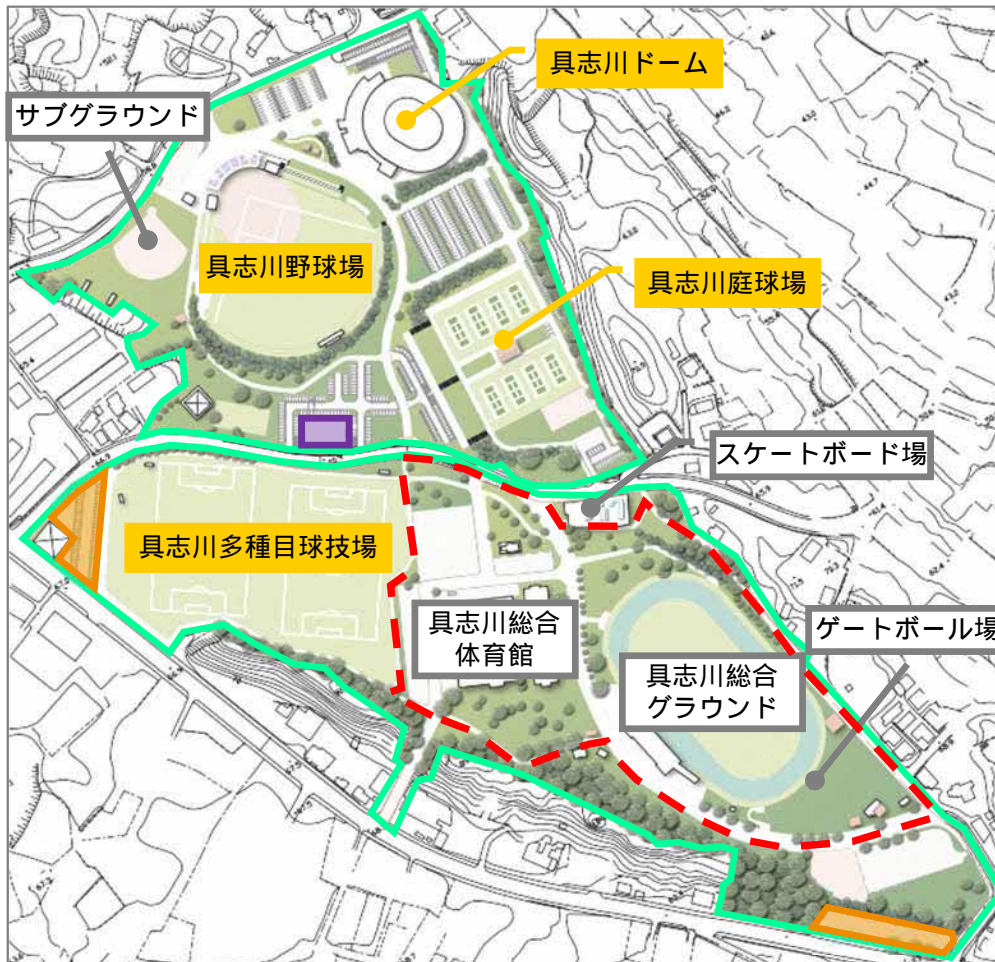 具志川ドーム
サブグラウンド
具志川野球場
具志川庭球場
スケートボード場
具志川多種目球技場
具志川総合
体育館
ゲートボール場
具志川総合
グラウンド